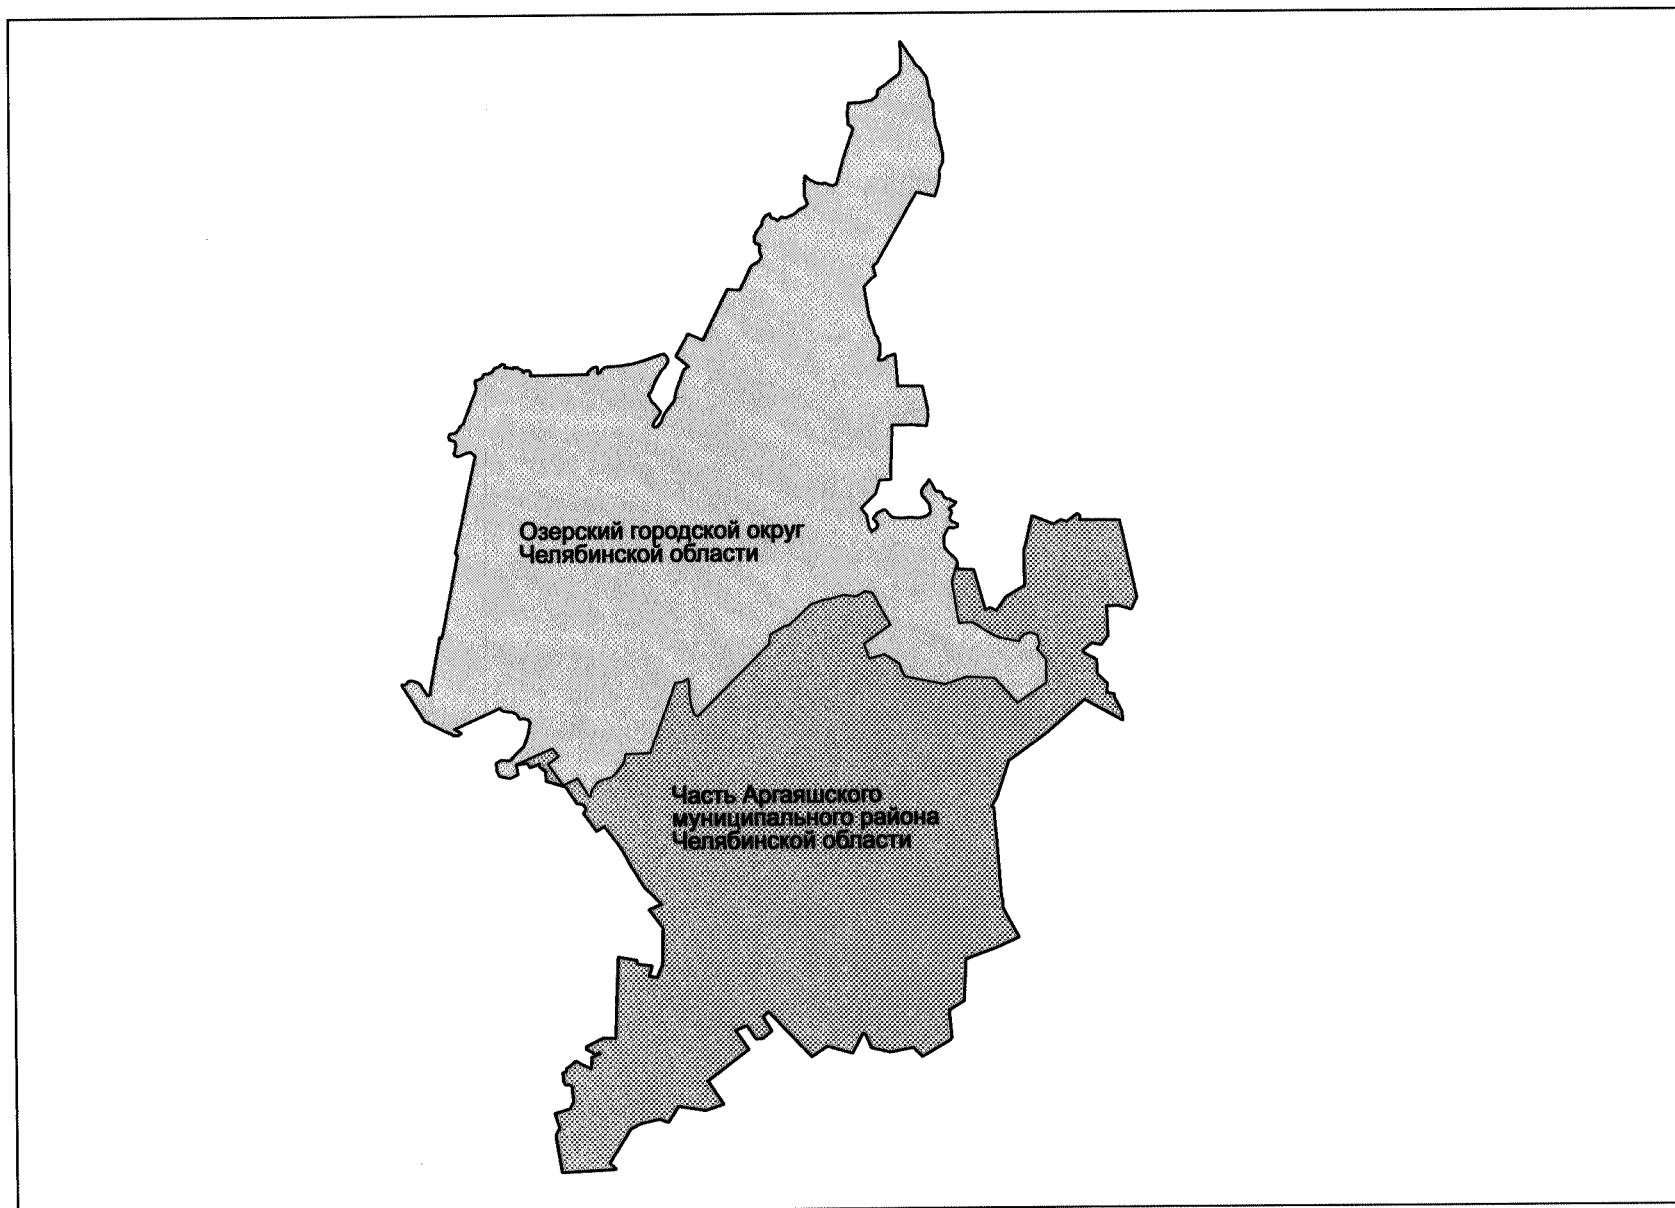 Озерский городской округ
Челябинской области
Часть Аргаяшского
муниципального района
Челябинской области